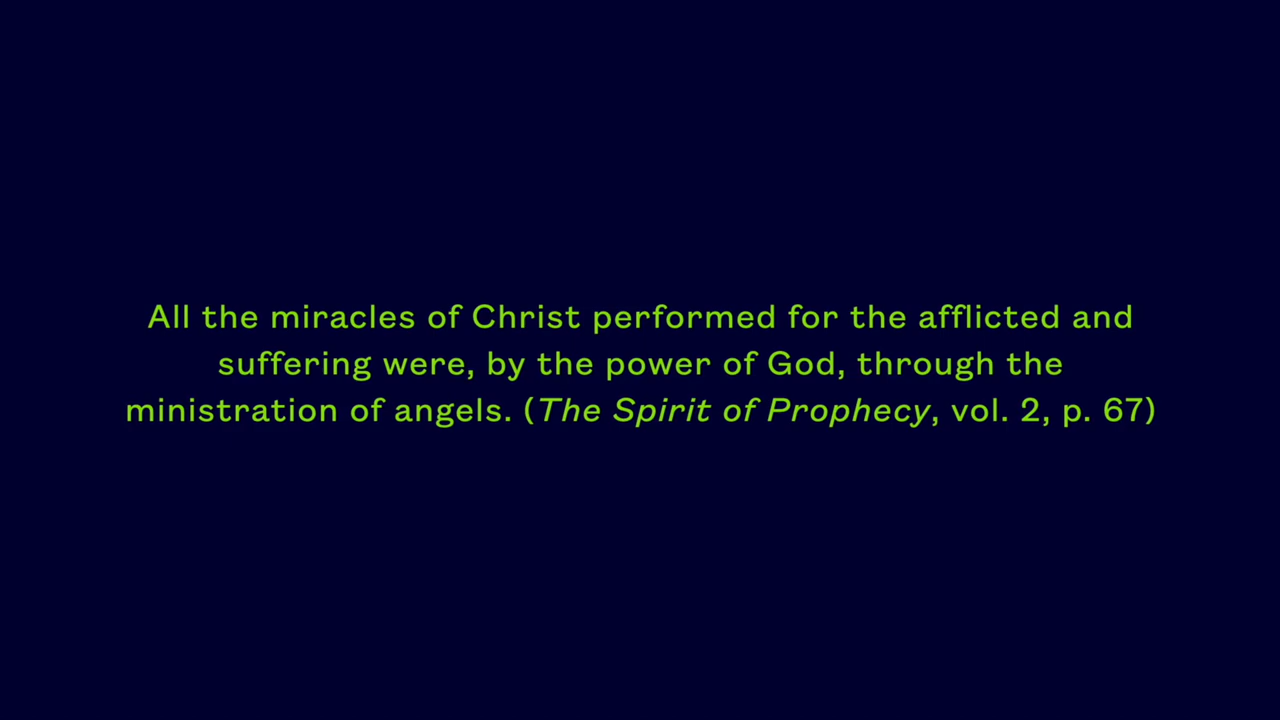 All the miracles of Christ performed for the afflicted and
suffering were, by the power of God, through the
ministration of angels. (The Spirit of Prophecy, vol. 2, p. 67)